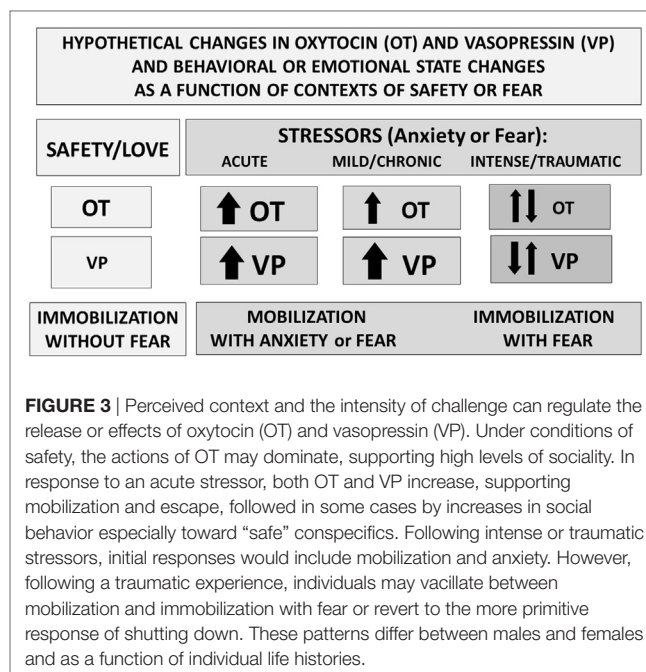 HYPOTHETICAL CHANGES IN OXYTOCIN (OT) AND VASOPRESSIN (VP)
AND BEHAVIORAL OR EMOTIONAL STATE CHANGES
AS A FUNCTION OF CONTEXTS OF SAFETY OR FEAR
SAFETY/LOVE
STRESSORS (Anxiety or Fear):
ACUTE MILD/CHRONIC INTENSE/TRAUMATIC
OT OT OT OT
VP VP VP VP
IMMOBILIZATION
WITHOUT FEAR
MOBILIZATION
WITH ANXIETY or FEAR
IMMOBILIZATION
WITH FEAR
FIGURE 3 | Perceived context and the intensity of challenge can regulate the
release or effects of oxytocin (OT) and vasopressin (VP). Under conditions of
safety, the actions of OT may dominate, supporting high levels of sociality. In
response to an acute stressor, both OT and VP increase, supporting
mobilization and escape, followed in some cases by increases in social
behavior especially toward “safe” conspecifics. Following intense or traumatic
stressors, initial responses would include mobilization and anxiety. However,
following a traumatic experience, individuals may vacillate between
mobilization and immobilization with fear or revert to the more primitive
response of shutting down. These patterns differ between males and females
and as a function of individual life histories.